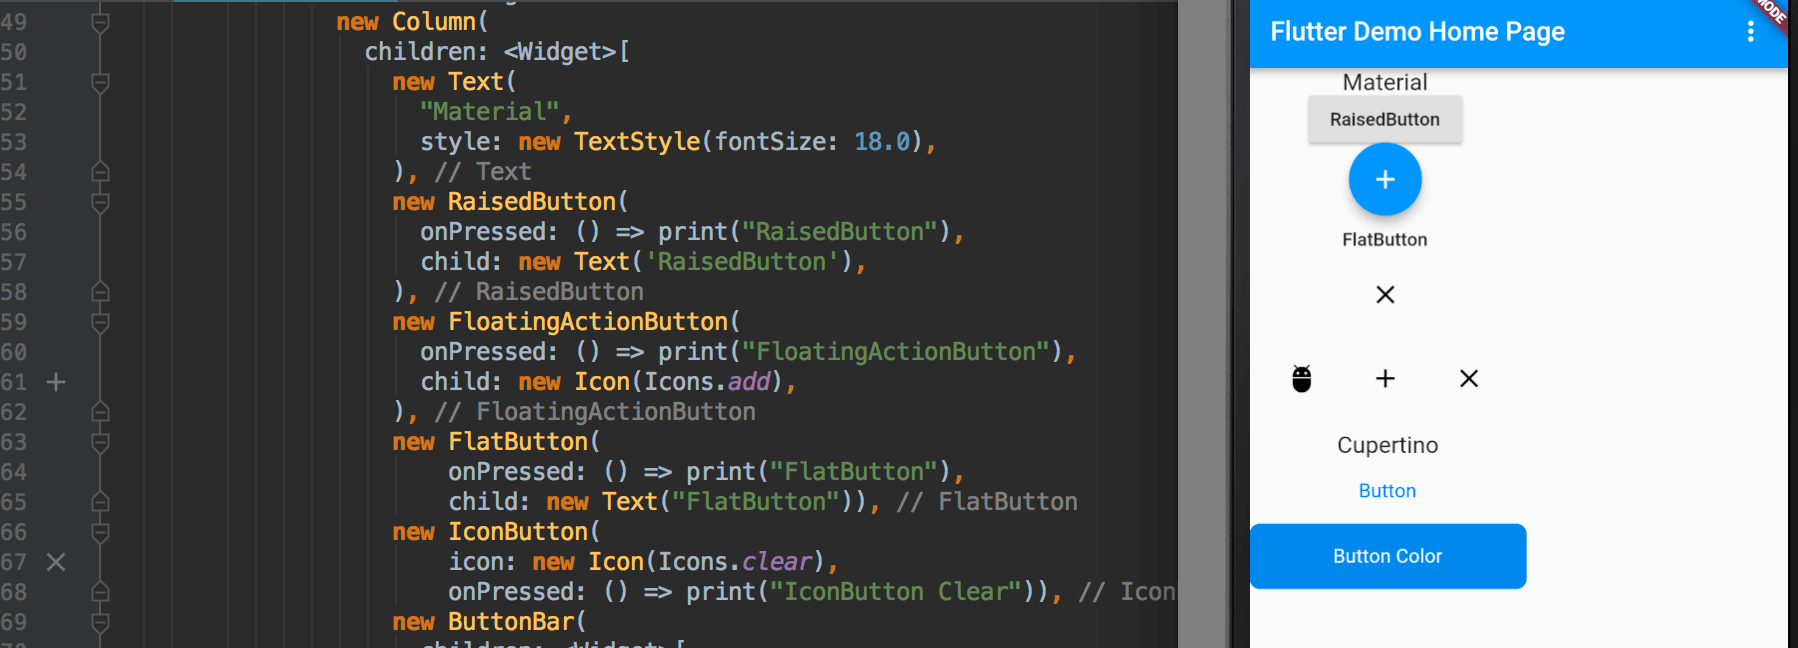 49 new Column(
50 children: <Widget>[
51 new Text(
52 "Material",
53 style: new TextStyle(fontSize: 18.0),
54 ), // Text
55 new RaisedButton(
56 onPressed: () => print("RaisedButton"),
57 child: new Text('RaisedButton'),
58 ), // RaisedButton
59 new FloatingActionButton(
60 onPressed: () => print("FloatingActionButton"),
61 child: new Icon(Icons.add),
62 ), // FloatingActionButton
63 new FlatButton(
64 onPressed: () => print("FlatButton"),
65 child: new Text("FlatButton")), // FlatButton
66 new IconButton(
67 icon: new Icon(Icons.clear),
68 onPressed: () => print("IconButton Clear")), // Icon
69 new ButtonBar(
70 children: <Widget>[
Flutter Demo Home Page
MODE
Material
RaisedButton
FlatButton
Cupertino
Button
Button Color